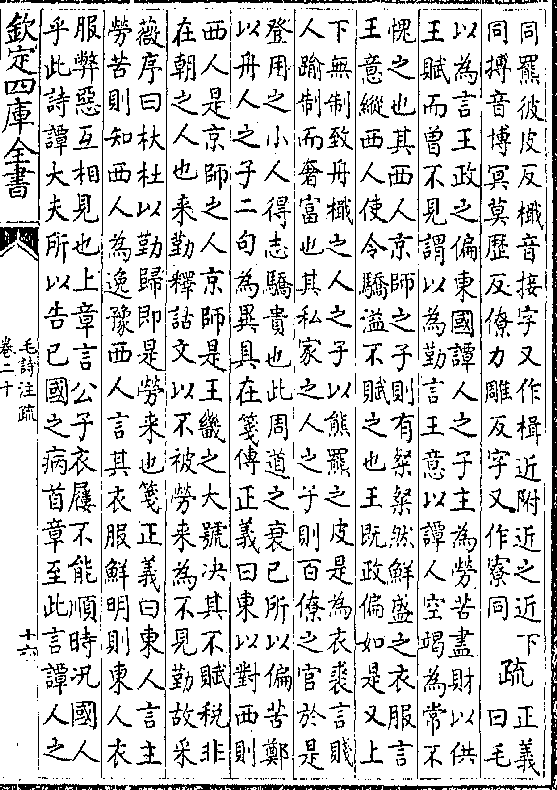 同羆彼皮反檝音接字又作楫近附近之近下
同搏音博冥莫歷反僚力雕反字又作寮同
疏
正義
曰毛
以為言王政之偏東國譚人之子主為勞苦盡財以供
王賦而曾不見謂以為勤言王意以譚人空竭為常不
愧之也其西人京師之子則有粲粲然鮮盛之衣服言
王意縱西人使令驕溢不賦之也王既政偏如是又上
下無制致舟檝之人之子以熊羆之皮是為衣裘言賤
人踰制而奢富也其私家之人之子則百僚之官於是
登用之小人得志驕貴也此周道之衰已所以偏苦鄭
以舟人之子二句為異具在箋傳正義曰東以對西則
西人是京師之人京師是王畿之大號决其不賦稅非
在朝之人也来勤釋詁文以不被勞来為不見勤故采
薇序曰杕杜以勤歸即是勞来也箋正義曰東人言主
勞苦則知西人為逸豫西人言其衣服鮮明則東人衣
服弊惡互相見也上章言公子衣屨不能順時况國人
乎此詩譚大夫所以告已國之病首章至此言譚人之
欽定四庫全書
毛詩注疏
卷二十
十六